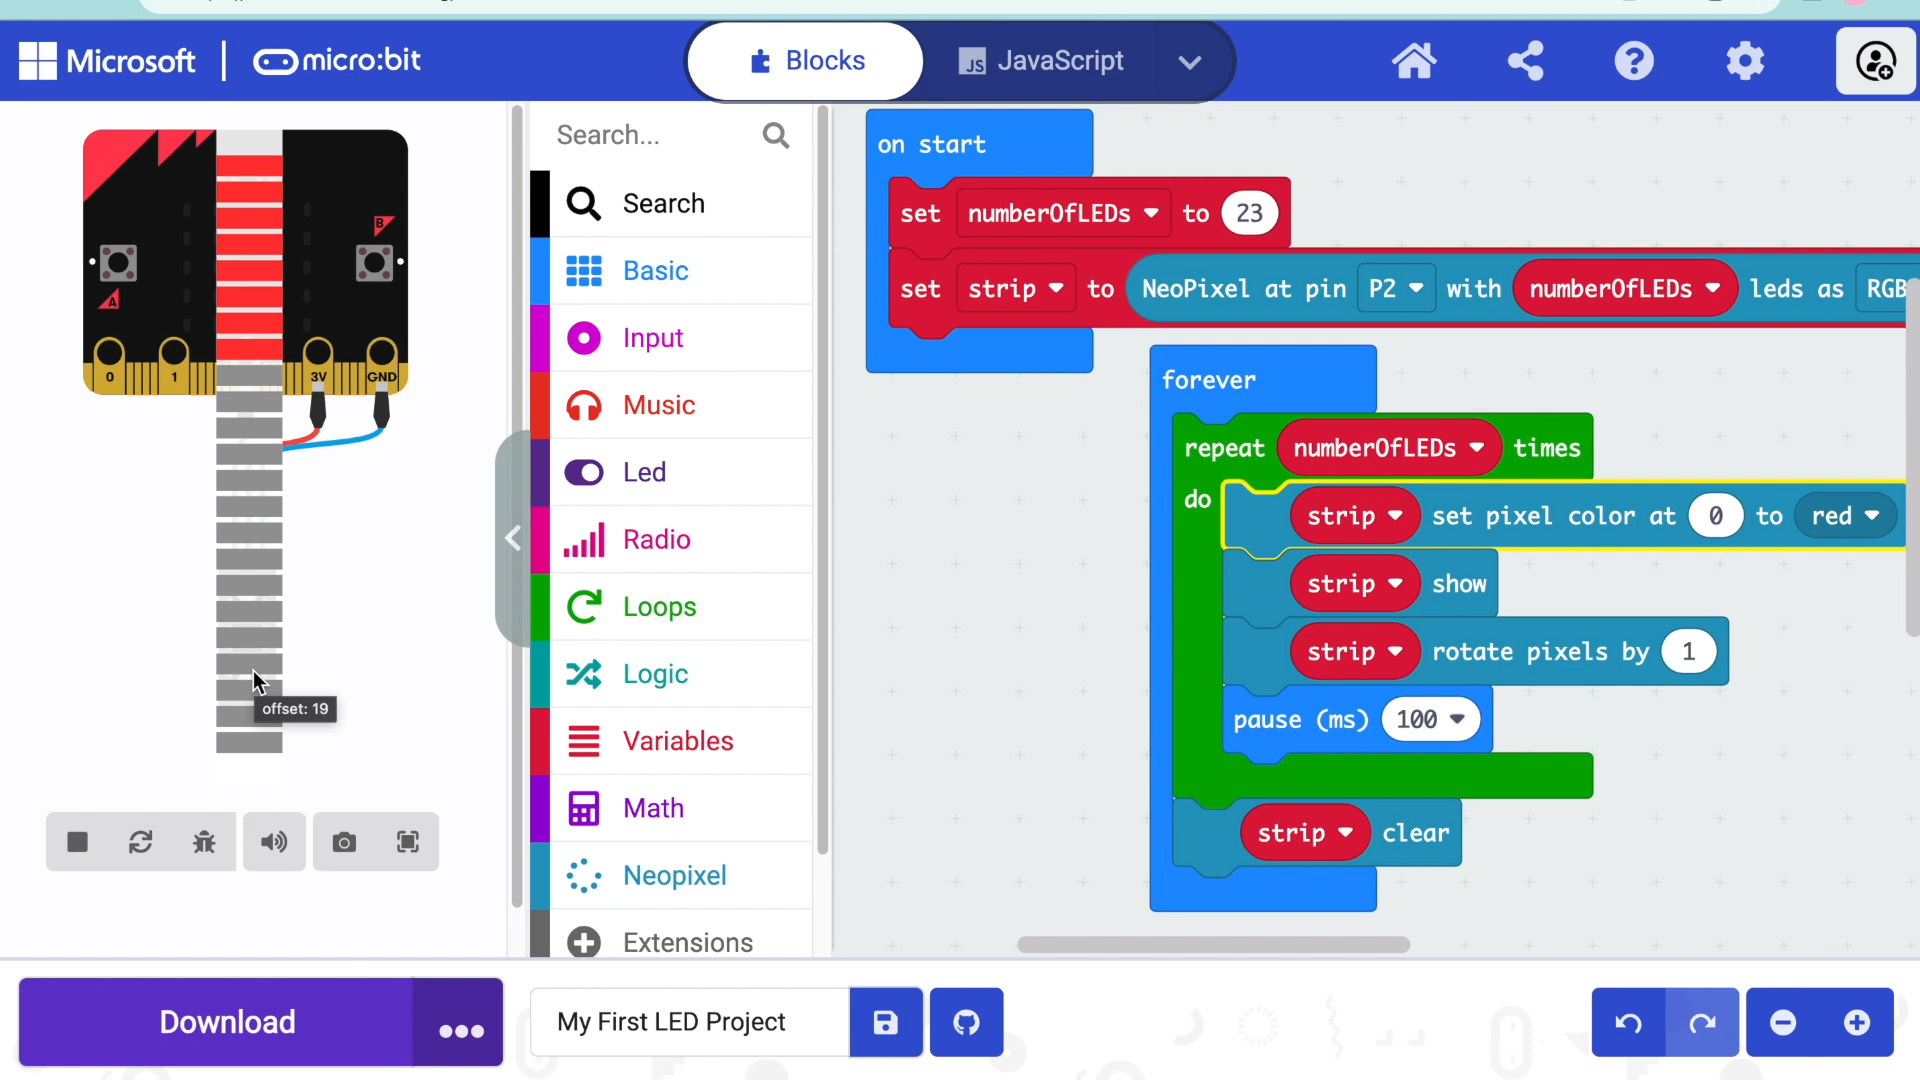 Microsoft micro:bit
Blocks
JS JavaScript
B
A
0 1 3V GND
offset: 19
Search...
Search
Basic
Input
Music
Led
Radio
Loops
Logic
Variables
Math
Neopixel
Extensions
on start
set numberOfLEDs to 23
set strip to NeoPixel at pin P2 with numberOfLEDs leds as RGB
forever
repeat numberOfLEDs times
do strip set pixel color at 0 to red
strip show
strip rotate pixels by 1
pause (ms) 100
strip clear
Download
My First LED Project